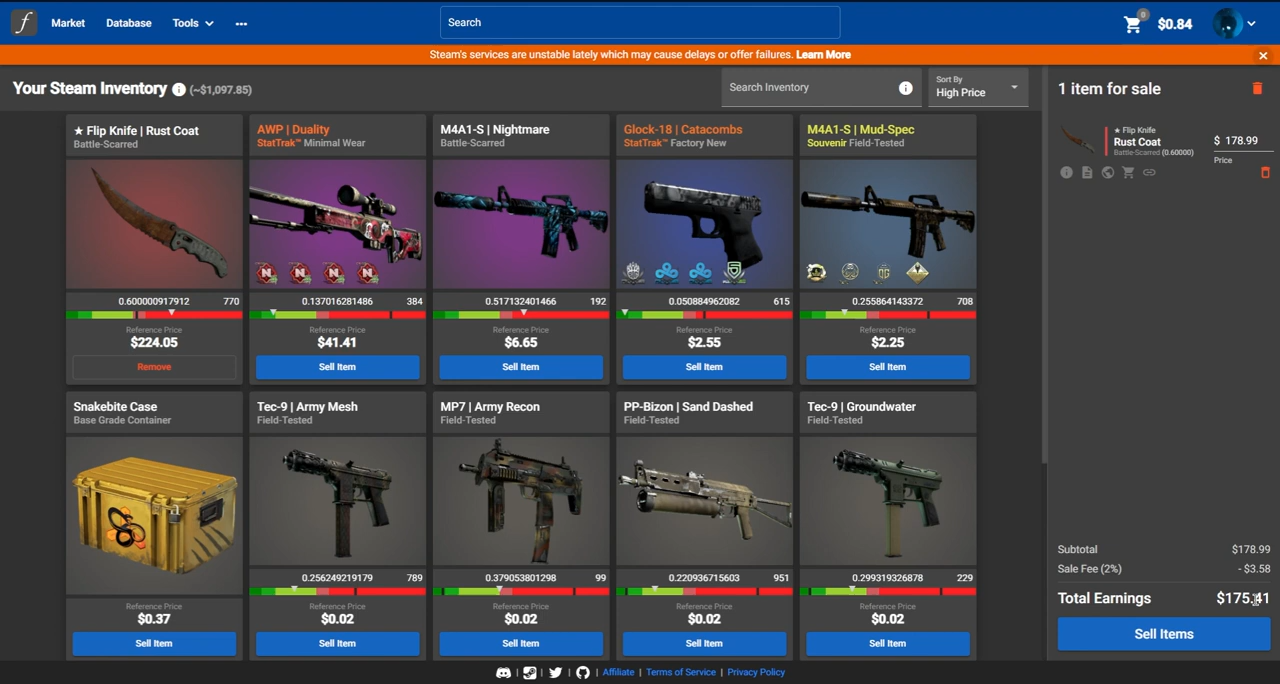 f Market Database Tools ••• Search 0 $0.84
Steam's services are unstable lately which may cause delays or offer failures. Learn More
Your Steam Inventory (~$1,097.85)
Search Inventory
Sort By
High Price
★ Flip Knife | Rust Coat
Battle-Scarred
0.600000917912 770
Reference Price
$224.05
Remove
AWP | Duality
StatTrak™ Minimal Wear
0.137016281486 384
Reference Price
$41.41
Sell Item
M4A1-S | Nightmare
Battle-Scarred
0.517132401466 192
Reference Price
$6.65
Sell Item
Glock-18 | Catacombs
StatTrak™ Factory New
0.050884962082 615
Reference Price
$2.55
Sell Item
M4A1-S | Mud-Spec
Souvenir Field-Tested
0.255864143372 708
Reference Price
$2.25
Sell Item
Snakebite Case
Base Grade Container
Reference Price
$0.37
Sell Item
Tec-9 | Army Mesh
Field-Tested
0.256249219179 789
Reference Price
$0.02
Sell Item
MP7 | Army Recon
Field-Tested
0.379053801298 99
Reference Price
$0.02
Sell Item
PP-Bizon | Sand Dashed
Field-Tested
0.220936715603 951
Reference Price
$0.02
Sell Item
Tec-9 | Groundwater
Field-Tested
0.299319326878 229
Reference Price
$0.02
Sell Item
1 item for sale
★ Flip Knife
Rust Coat
Battle-Scarred (0.60000)
$ 178.99
Price
Subtotal $178.99
Sale Fee (2%) - $3.58
Total Earnings $175.41
Sell Items
| | | | Affiliate | Terms of Service | Privacy Policy